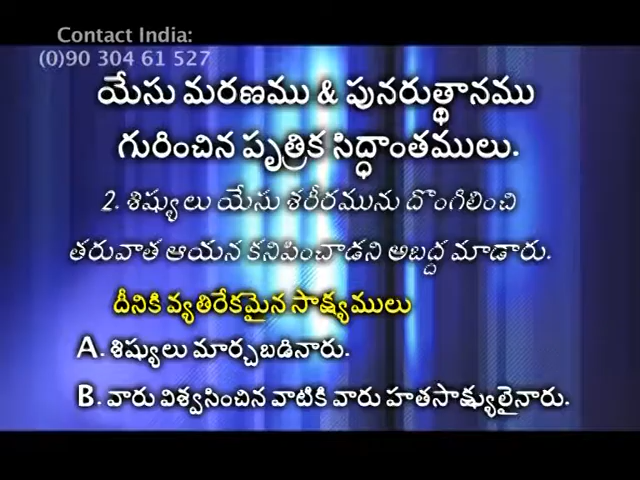 Contact India:
(0)90 304 61 527
యేసు మరణము & పునరుత్థానము
గురించిన పృత్రిక సిద్ధాంతములు.
2. శిష్యులు యేసు శరీరమును దొంగిలించి
తరువాత ఆయన కనిపించాడని అబద్ద మాడారు.
దీనికి వ్యతిరేకమైన సాక్ష్యములు
A. శిష్యులు మార్చబడినారు.
B. వారు విశ్వసించిన వాటికి వారు హతసాక్ష్యులైనారు.